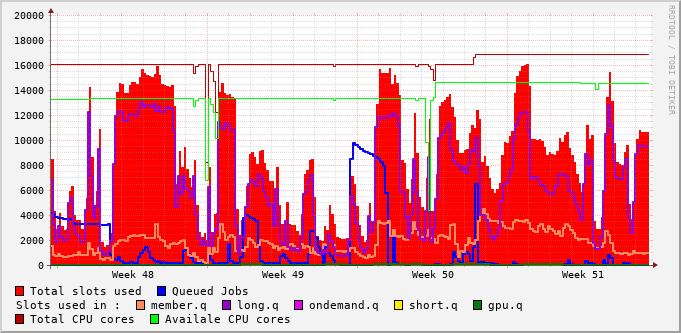 20000
18000
16000
14000
12000
10000
8000
6000
4000
2000
0
Week 48 Week 49 Week 50 Week 51
RRDTOOL / TOBI OETIKER
Total slots used Queued Jobs
Slots used in : member.q long.q ondemand.q short.q gpu.q
Total CPU cores Availale CPU cores